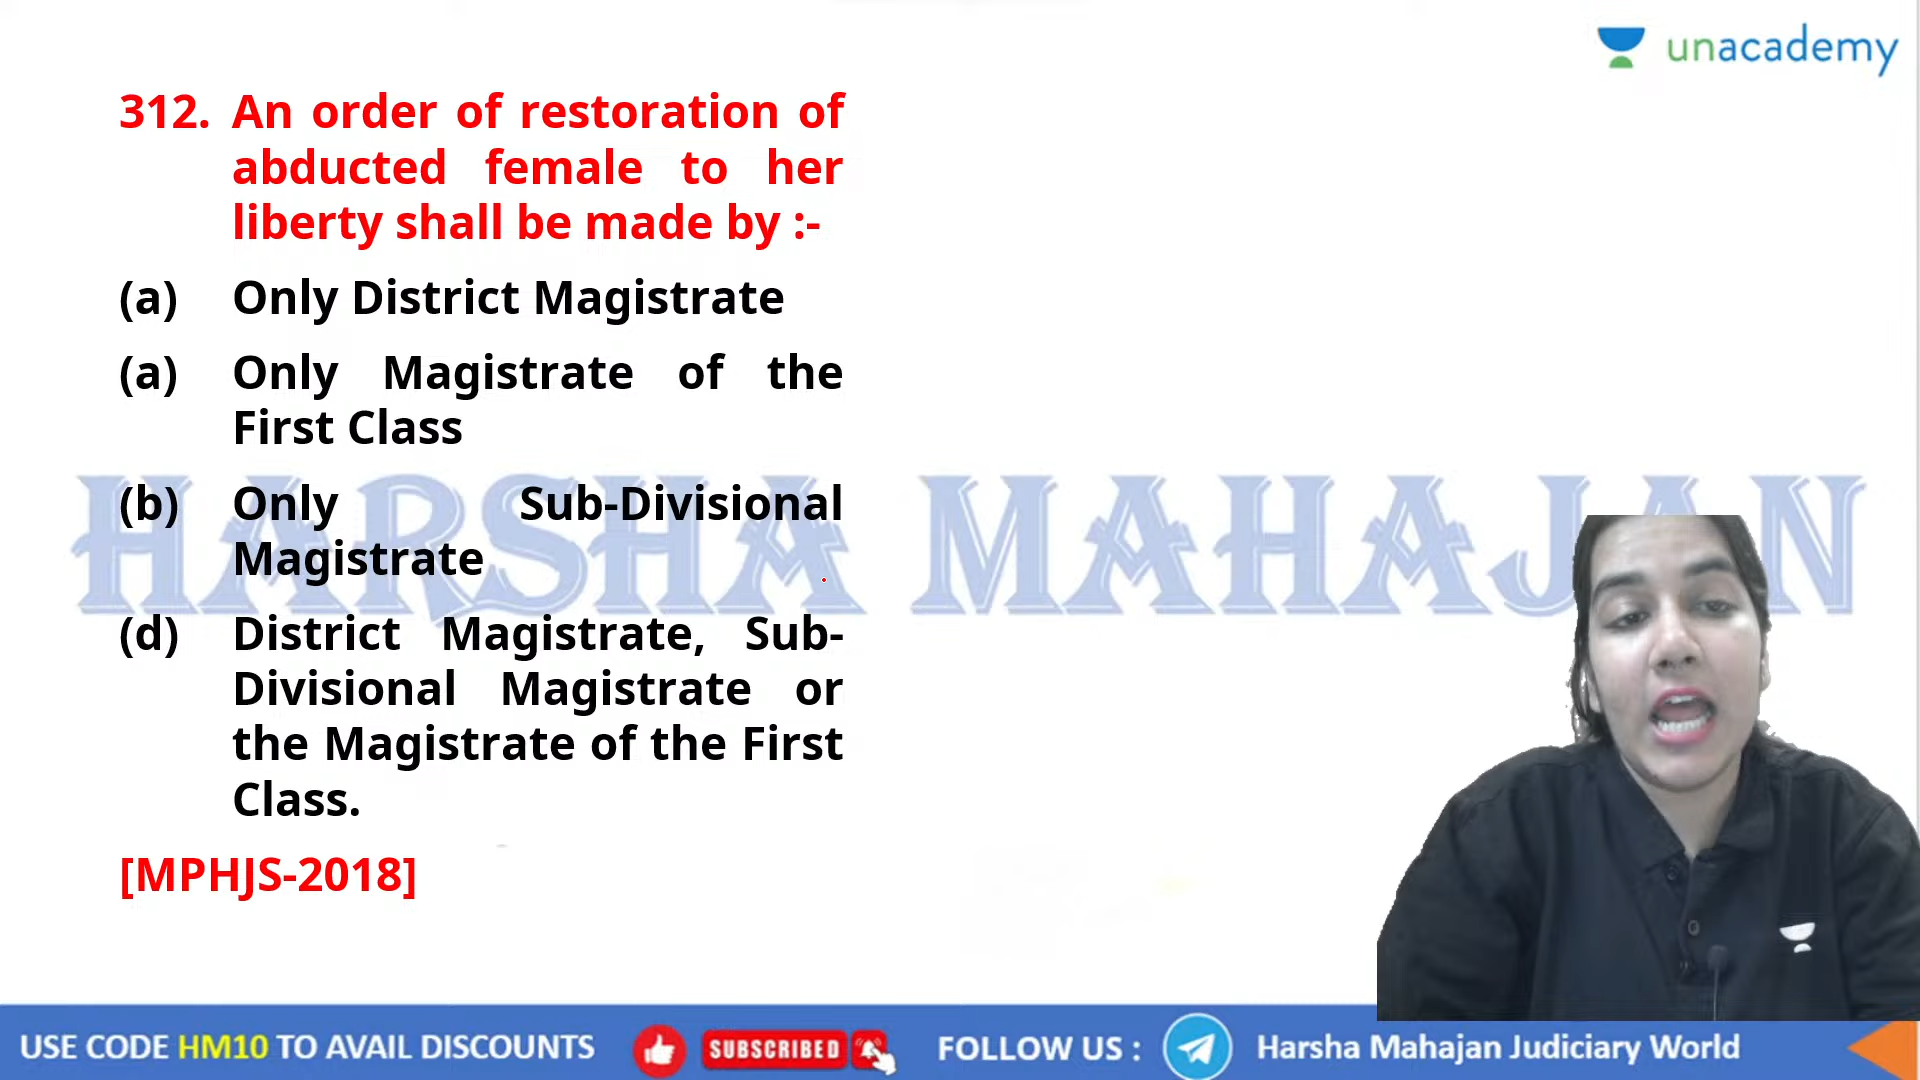 unacademy
312. An order of restoration of
abducted female to her
liberty shall be made by :-
(a) Only District Magistrate
(a) Only Magistrate of the
First Class
(b) Only Sub-Divisional
Magistrate
(d) District Magistrate, Sub-
Divisional Magistrate or
the Magistrate of the First
Class.
[MPHJS-2018]
HARSHA MAHAJAN
USE CODE HM10 TO AVAIL DISCOUNTS
SUBSCRIBED
FOLLOW US :
Harsha Mahajan Judiciary World